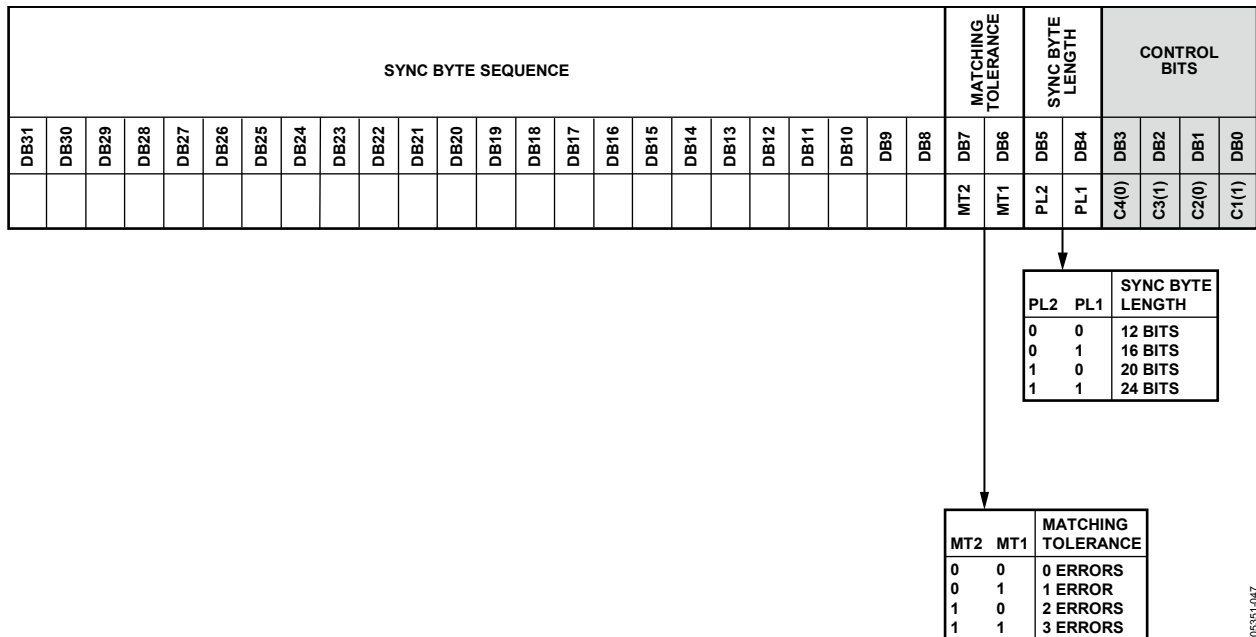 SYNC BYTE SEQUENCE
MATCHING
TOLERANCE
SYNC BYTE
LENGTH
CONTROL
BITS
DB31 DB30 DB29 DB28 DB27 DB26 DB25 DB24 DB23 DB22 DB21 DB20 DB19 DB18 DB17 DB16 DB15 DB14 DB13 DB12 DB11 DB10 DB9 DB8 DB7 DB6 DB5 DB4 DB3 DB2 DB1 DB0
MT2 MT1 PL2 PL1 C4(0) C3(1) C2(0) C1(1)
PL2 PL1 SYNC BYTE
LENGTH
0 0 12 BITS
0 1 16 BITS
1 0 20 BITS
1 1 24 BITS
MT2 MT1 MATCHING
TOLERANCE
0 0 0 ERRORS
0 1 1 ERROR
1 0 2 ERRORS
1 1 3 ERRORS
05351-047